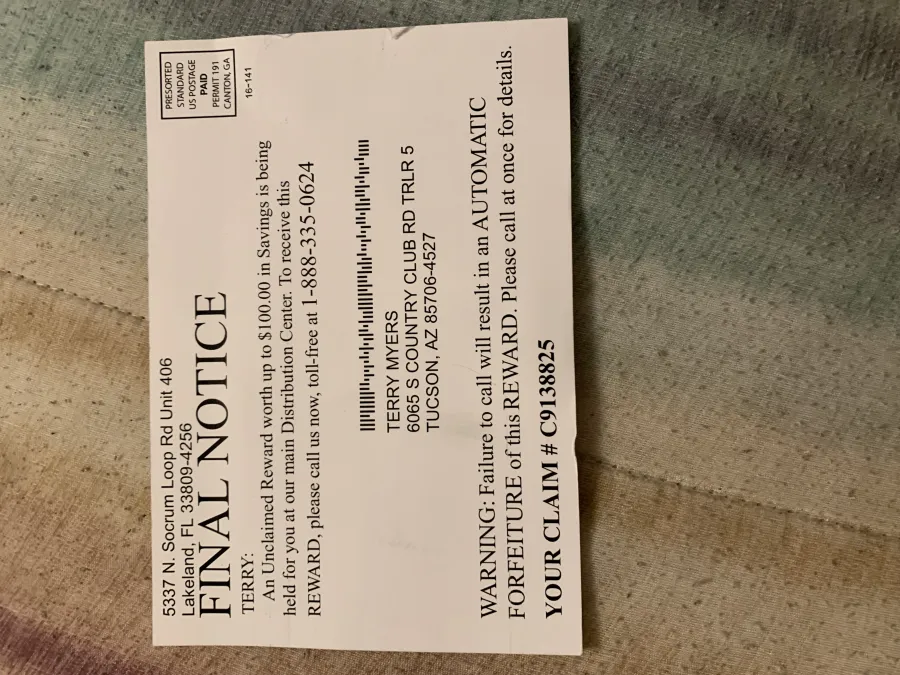 5337 N. Socrum Loop Rd Unit 406
Lakeland, FL 33809-4256
PRESORTED
STANDARD
US POSTAGE
PAID
PERMIT 191
CANTON, GA
16-141
FINAL NOTICE
TERRY:
An Unclaimed Reward worth up to $100.00 in Savings is being
held for you at our main Distribution Center. To receive this
REWARD, please call us now, toll-free at 1-888-335-0624
TERRY MYERS
6065 S COUNTRY CLUB RD TRLR 5
TUCSON, AZ 85706-4527
WARNING: Failure to call will result in an AUTOMATIC
FORFEITURE of this REWARD. Please call at once for details.
YOUR CLAIM # C9138825